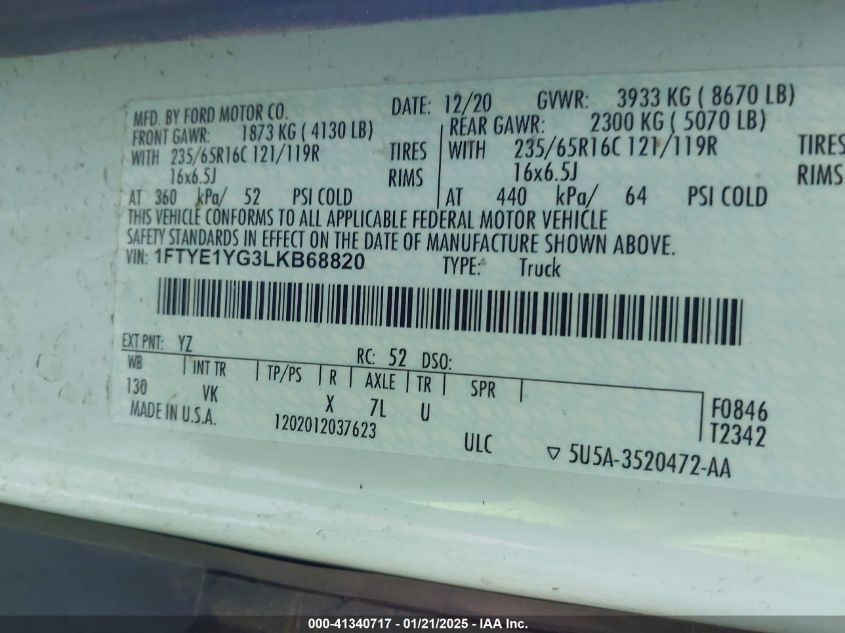 MFD. BY FORD MOTOR CO. DATE: 12/20 GVWR: 3933 KG ( 8670 LB)
FRONT GAWR: 1873 KG ( 4130 LB) REAR GAWR: 2300 KG ( 5070 LB)
WITH 235/65R16C 121/119R TIRES WITH 235/65R16C 121/119R TIRES
16x6.5J RIMS 16x6.5J RIMS
AT 360 kPa/ 52 PSI COLD AT 440 kPa/ 64 PSI COLD
THIS VEHICLE CONFORMS TO ALL APPLICABLE FEDERAL MOTOR VEHICLE
SAFETY STANDARDS IN EFFECT ON THE DATE OF MANUFACTURE SHOWN ABOVE.
VIN: 1FTYE1YG3LKB68820 TYPE: Truck
EXT PNT: YZ RC: 52 DSO:
WB INT TR TP/PS R AXLE TR SPR
130 VK X 7L U F0846
MADE IN U.S.A. 1202012037623 T2342
ULC ▽ 5U5A-3520472-AA
000-41340717 - 01/21/2025 - IAA Inc.